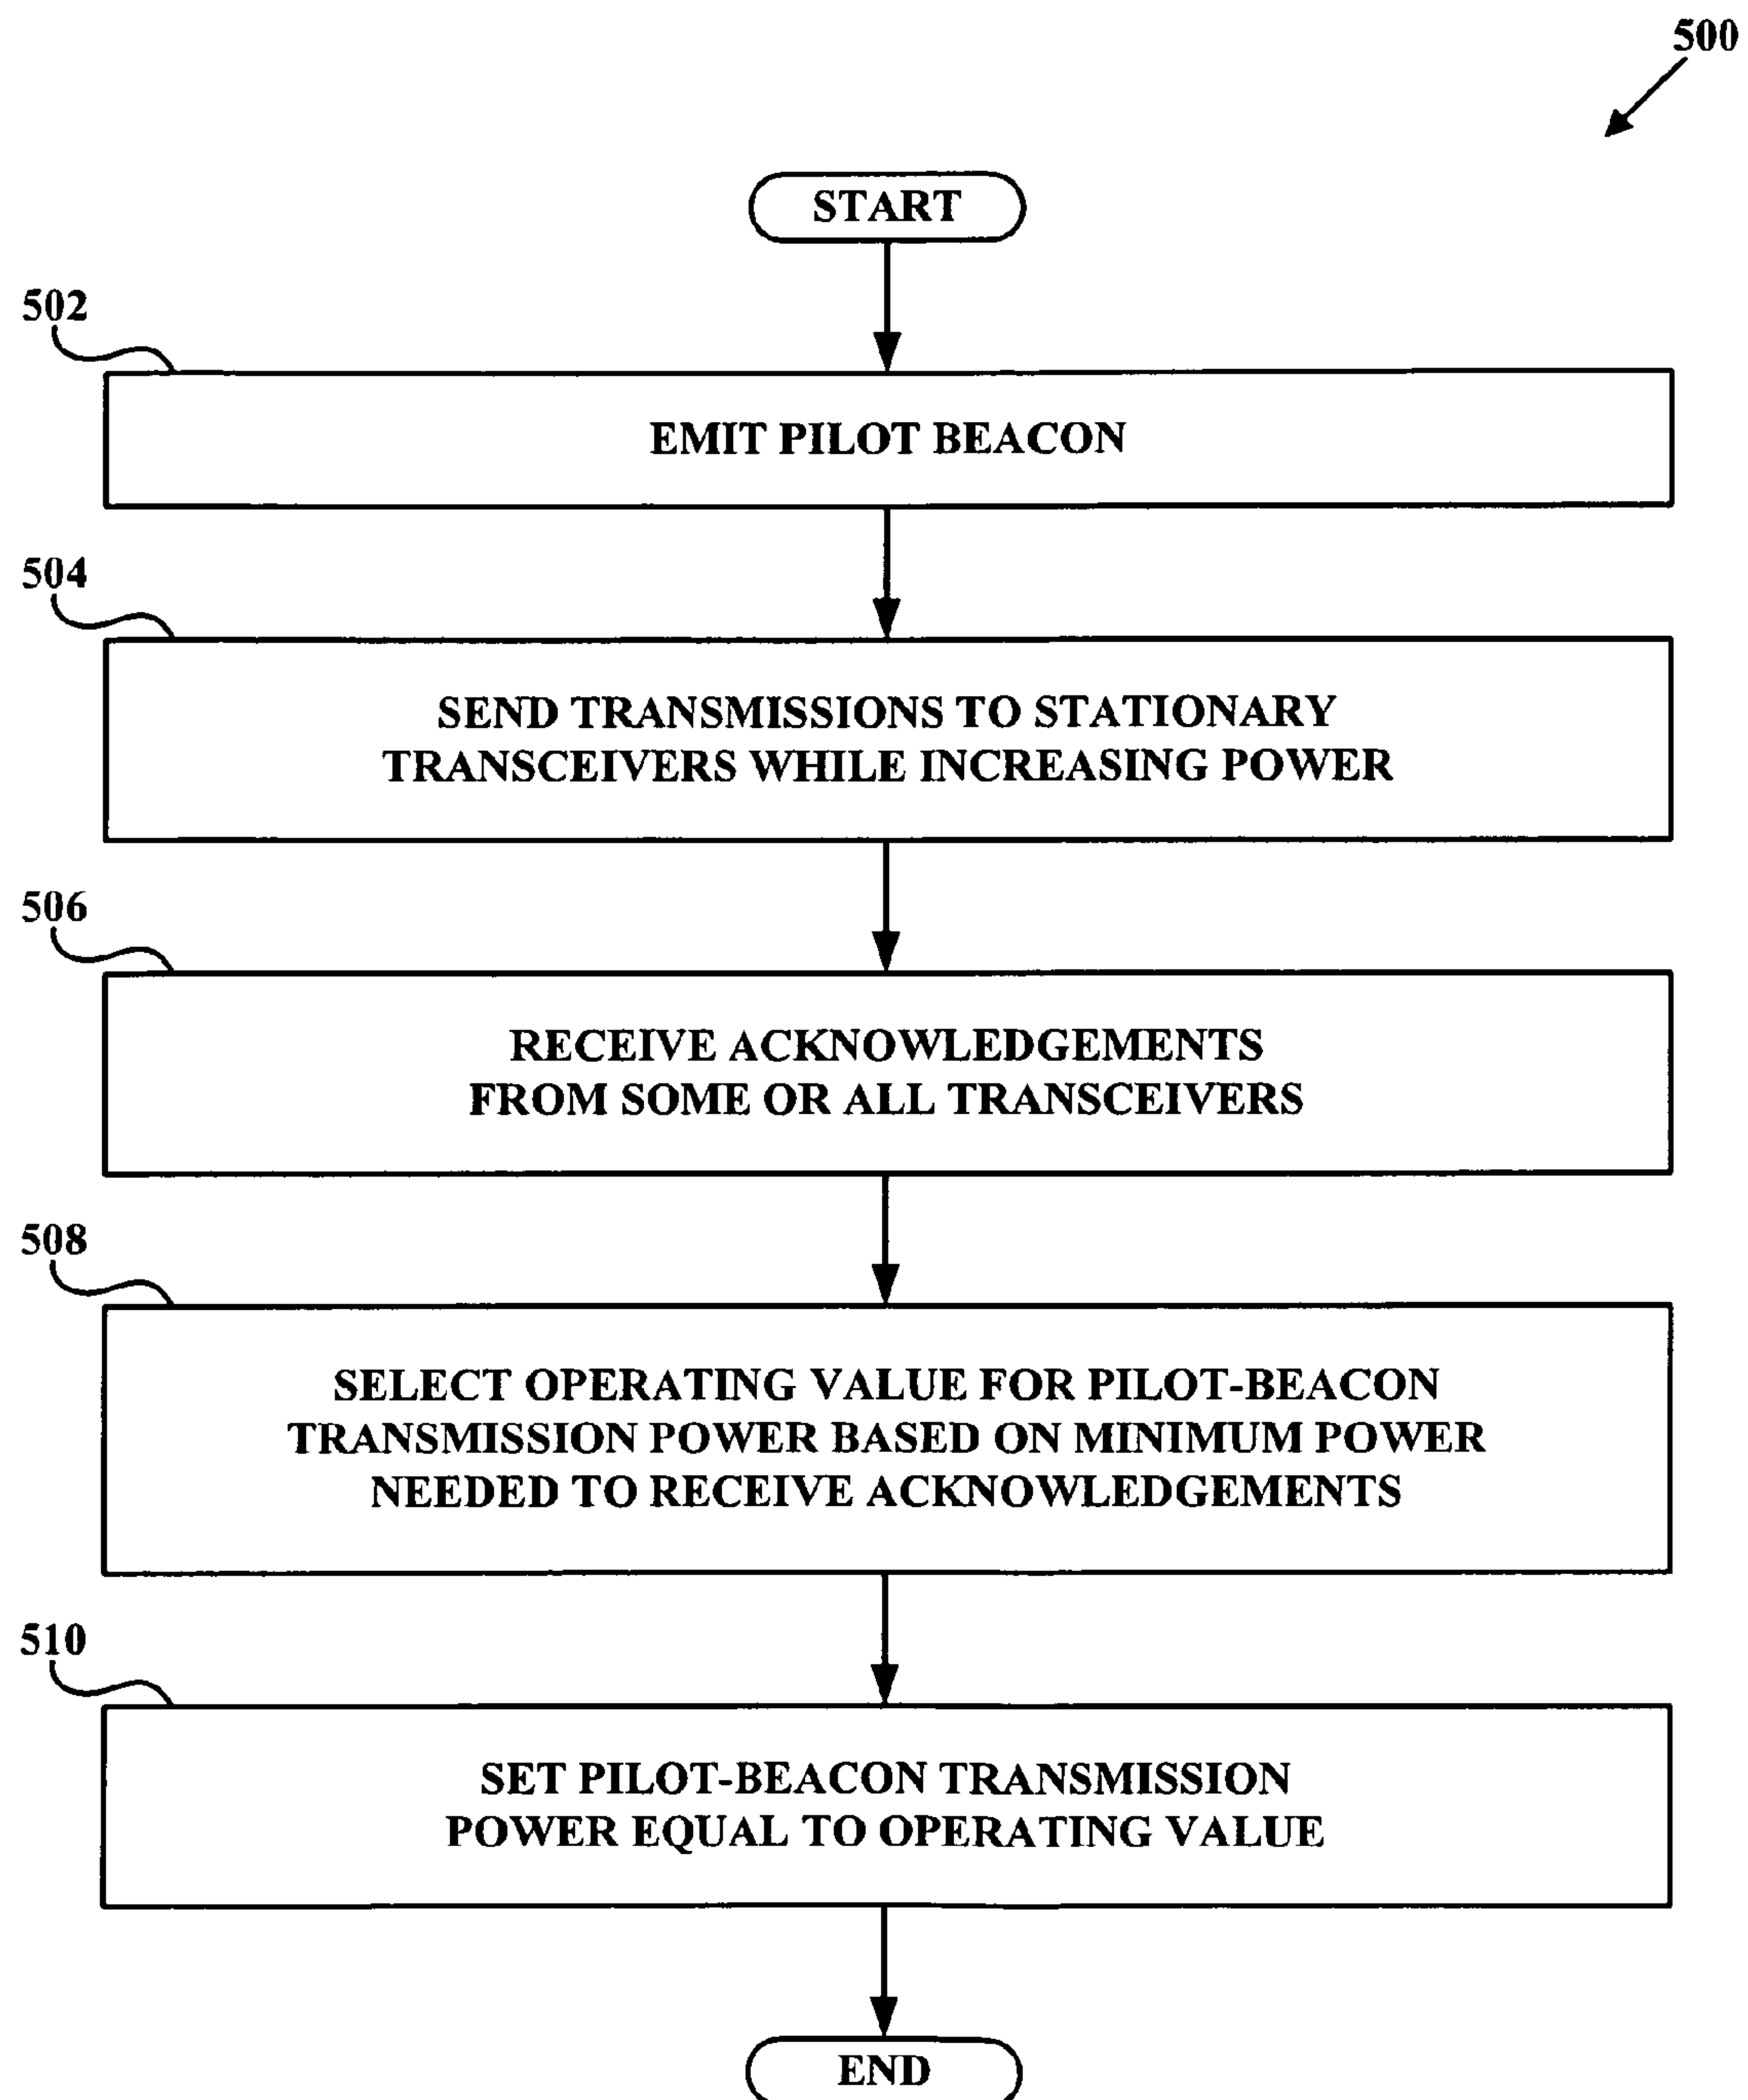 500
START
502
EMIT PILOT BEACON
504
SEND TRANSMISSIONS TO STATIONARY
TRANSCEIVERS WHILE INCREASING POWER
506
RECEIVE ACKNOWLEDGEMENTS
FROM SOME OR ALL TRANSCEIVERS
508
SELECT OPERATING VALUE FOR PILOT-BEACON
TRANSMISSION POWER BASED ON MINIMUM POWER
NEEDED TO RECEIVE ACKNOWLEDGEMENTS
510
SET PILOT-BEACON TRANSMISSION
POWER EQUAL TO OPERATING VALUE
END